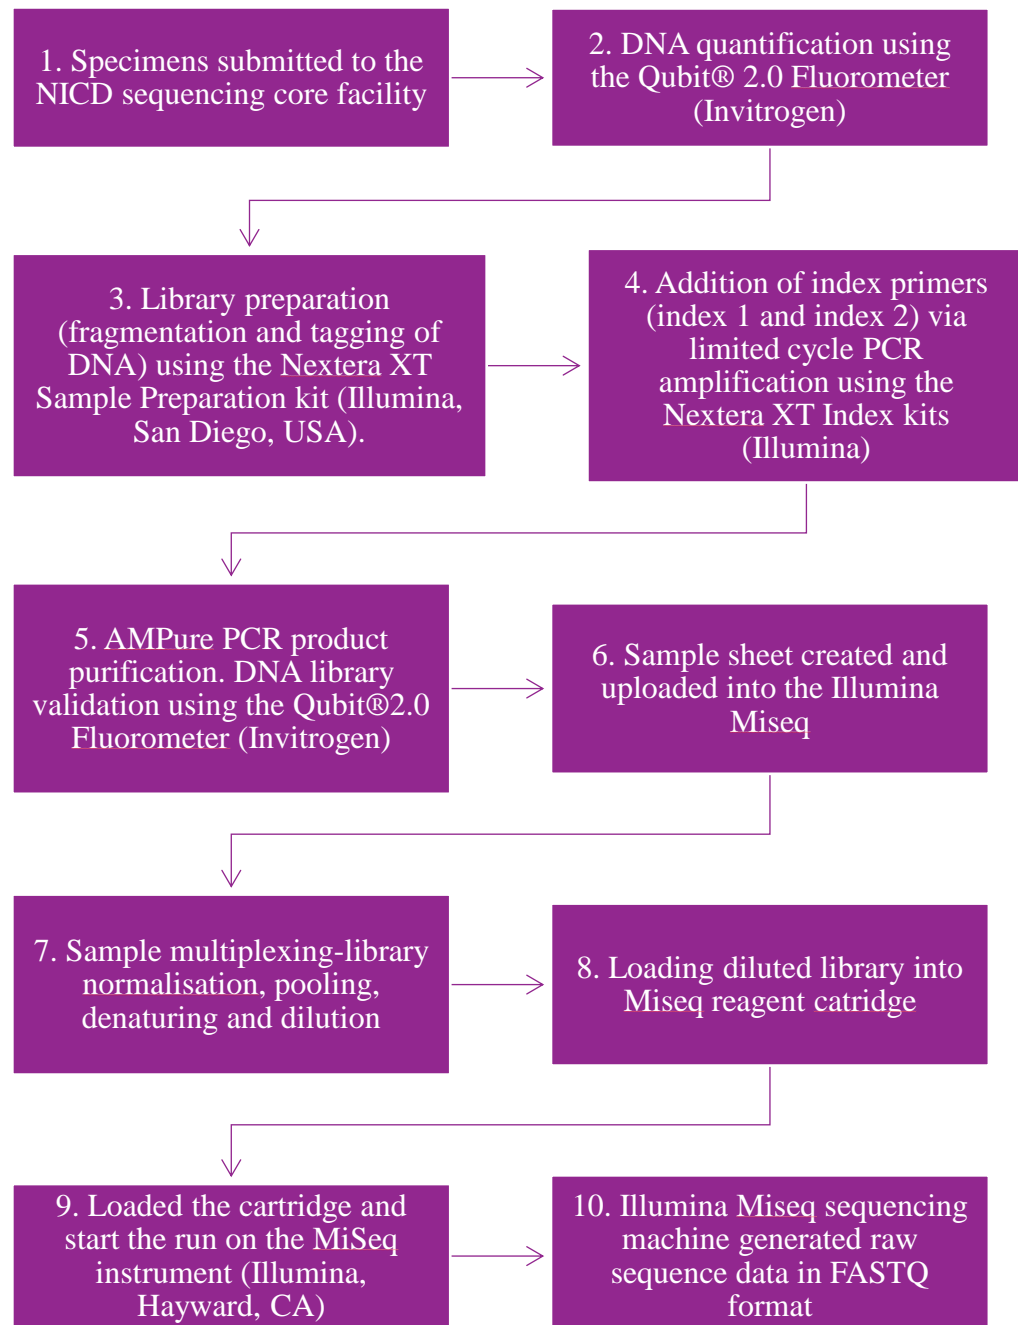 1. Specimens submitted to the
NICD sequencing core facility
2. DNA quantification using
the Qubit® 2.0 Fluorometer
(Invitrogen)
3. Library preparation
(fragmentation and tagging of
DNA) using the Nextera XT
Sample Preparation kit (Illumina,
San Diego, USA).
4. Addition of index primers
(index 1 and index 2) via
limited cycle PCR
amplification using the
Nextera XT Index kits
(Illumina)
5. AMPure PCR product
purification. DNA library
validation using the Qubit®2.0
Fluorometer (Invitrogen)
6. Sample sheet created and
uploaded into the Illumina
Miseq
7. Sample multiplexing-library
normalisation, pooling,
denaturing and dilution
8. Loading diluted library into
Miseq reagent catridge
9. Loaded the cartridge and
start the run on the MiSeq
instrument (Illumina,
Hayward, CA)
10. Illumina Miseq sequencing
machine generated raw
sequence data in FASTQ
format